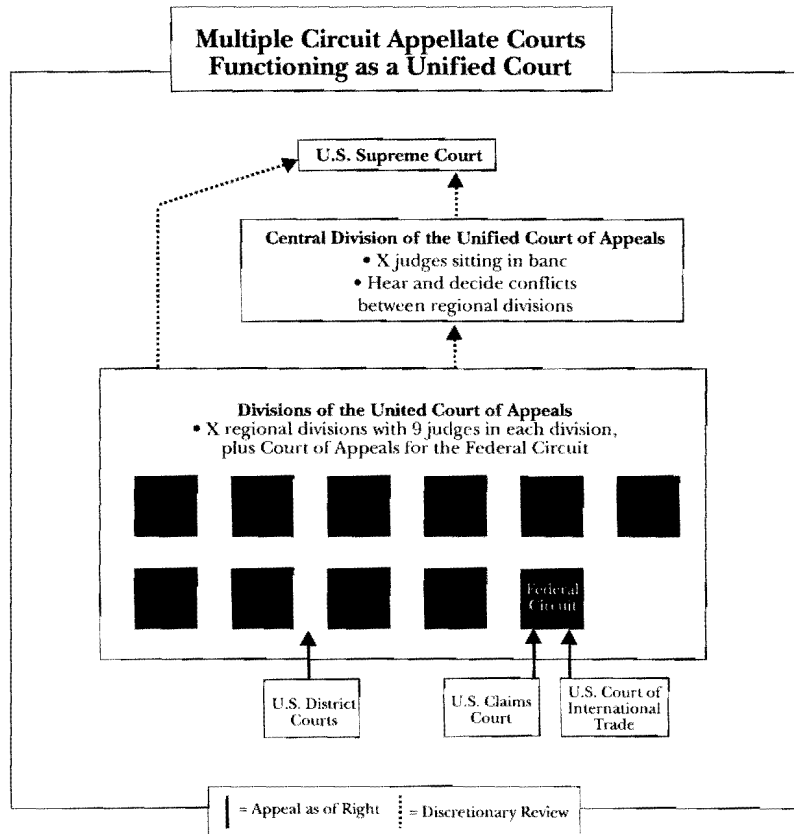 Multiple Circuit Appellate Courts
Functioning as a Unified Court
U.S. Supreme Court
Central Division of the Unified Court of Appeals
• X judges sitting in banc
• Hear and decide conflicts
between regional divisions
Divisions of the United Court of Appeals
• X regional divisions with 9 judges in each division,
plus Court of Appeals for the Federal Circuit
Federal
Circuit
U.S. District
Courts
U.S. Claims
Court
U.S. Court of
International
Trade
= Appeal as of Right
= Discretionary Review